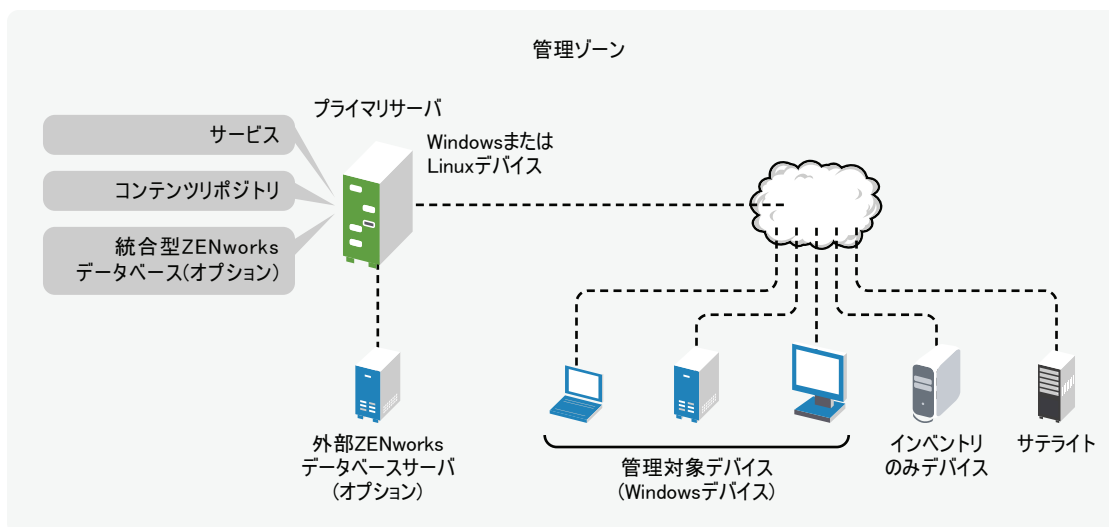 管理ゾーン
プライマリサーバ
サービス
コンテンツリポジトリ
統合型ZENworks
データベース(オプション)
Windowsまたは
Linuxデバイス
外部ZENworks
データベースサーバ
(オプション)
管理対象デバイス
(Windowsデバイス)
インベントリ
のみデバイス
サテライト